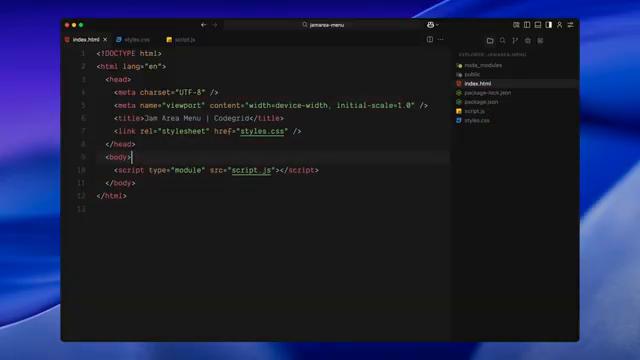 jamarea-menu
index.html
styles.css
script.js
1 <!DOCTYPE html>
2 <html lang="en">
3 <head>
4 <meta charset="UTF-8" />
5 <meta name="viewport" content="width=device-width, initial-scale=1.0" />
6 <title>Jam Area Menu | Codegrid</title>
7 <link rel="stylesheet" href="styles.css" />
8 </head>
9 <body>
10 <script type="module" src="script.js"></script>
11 </body>
12 </html>
13
EXPLORER: JAMAREA-MENU
node_modules
public
index.html
package-lock.json
package.json
script.js
styles.css